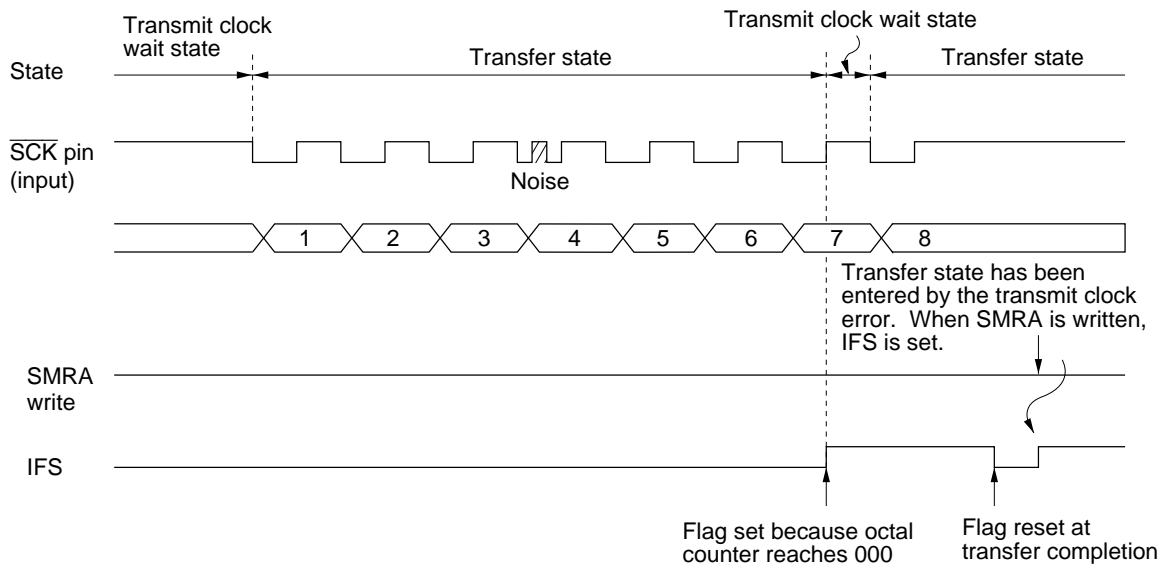 Transmit clock
wait state
Transmit clock wait state
State
Transfer state
Transfer state
SCK pin
(input)
Noise
1 2 3 4 5 6 7 8
Transfer state has been
entered by the transmit clock
error. When SMRA is written,
IFS is set.
SMRA
write
IFS
Flag set because octal
counter reaches 000
Flag reset at
transfer completion